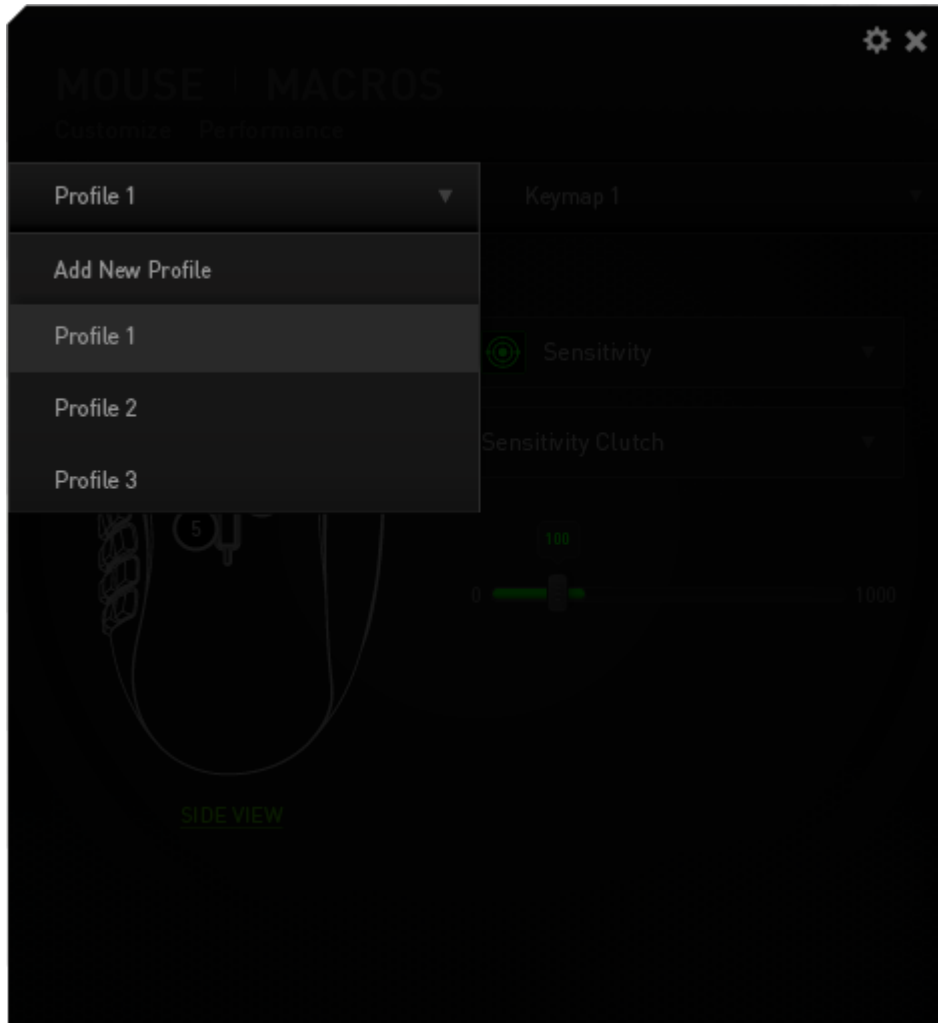 MOUSE | MACROS
Customize Performance
Profile 1 Keymap 1
Add New Profile
Profile 1
Sensitivity
Profile 2
Sensitivity Clutch
Profile 3
5
100
0 1000
SIDE VIEW